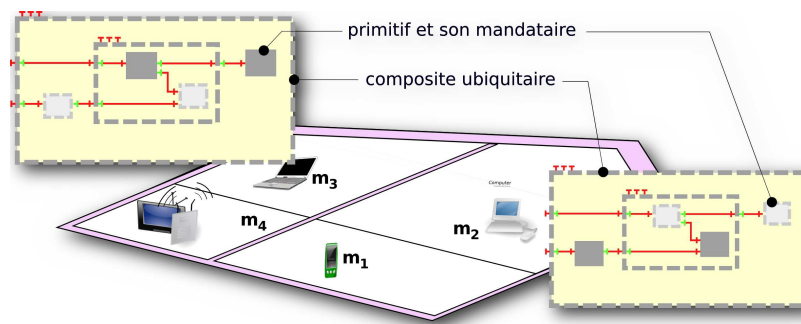 primitif et son mandataire
composite ubiquitaire
m3
Computer
m4
m2
m1